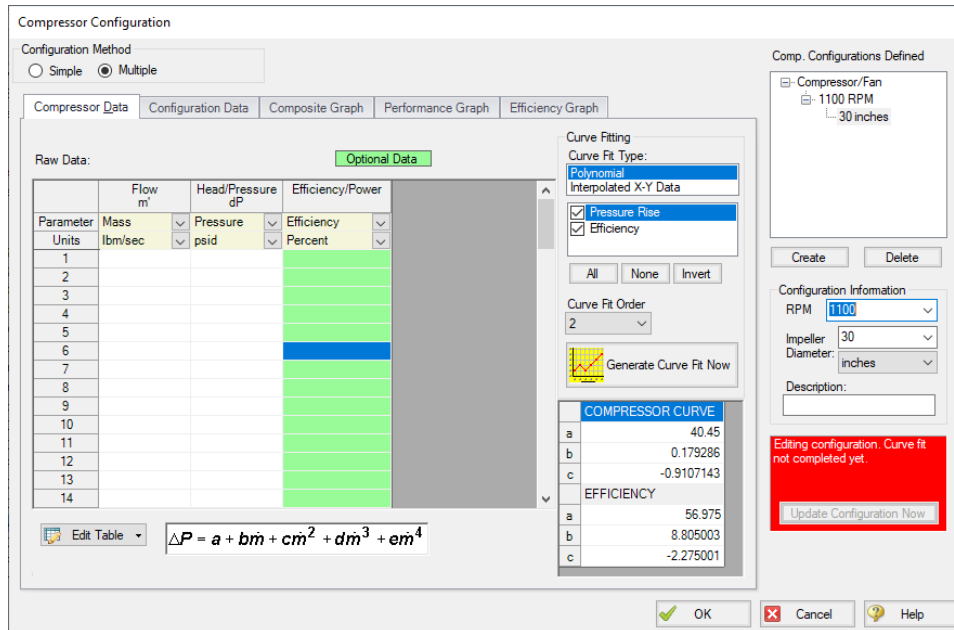 Compressor Configuration
Configuration Method
Simple
Multiple
Compressor Data
Configuration Data
Composite Graph
Performance Graph
Efficiency Graph
Raw Data:
Optional Data
Flow Head/Pressure Efficiency/Power
m' dP
Parameter Mass Pressure Efficiency
Units lbm/sec psid Percent
1
2
3
4
5
6
7
8
9
10
11
12
13
14
Edit Table
△P = a + bṁ + cṁ² + dṁ³ + eṁ⁴
Curve Fitting
Curve Fit Type:
Polynomial
Interpolated X-Y Data
Pressure Rise
Efficiency
All None Invert
Curve Fit Order
2
Generate Curve Fit Now
COMPRESSOR CURVE
a 40.45
b 0.179286
c -0.9107143
EFFICIENCY
a 56.975
b 8.805003
c -2.275001
Comp. Configurations Defined
Compressor/Fan
1100 RPM
30 inches
Create Delete
Configuration Information
RPM 1100
Impeller 30
Diameter: inches
Description:
Editing configuration. Curve fit
not completed yet.
Update Configuration Now
OK Cancel Help